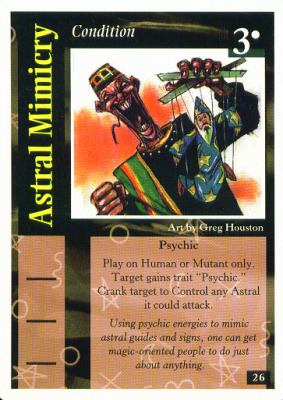 Astral Mimicry
Condition
3•
Art by Greg Houston
Psychic
Play on Human or Mutant only.
Target gains trait "Psychic."
Crank target to Control any Astral
it could attack.
Using psychic energies to mimic
astral guides and signs, one can get
magic-oriented people to do just
about anything.
26